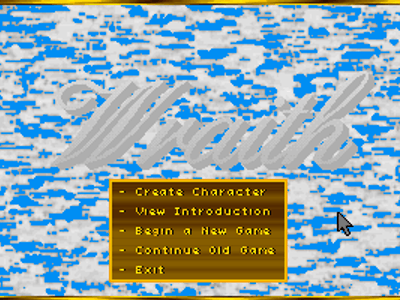 Wraith
- Create Character
- View Introduction
- Begin a New Game
- Continue Old Game
- Exit